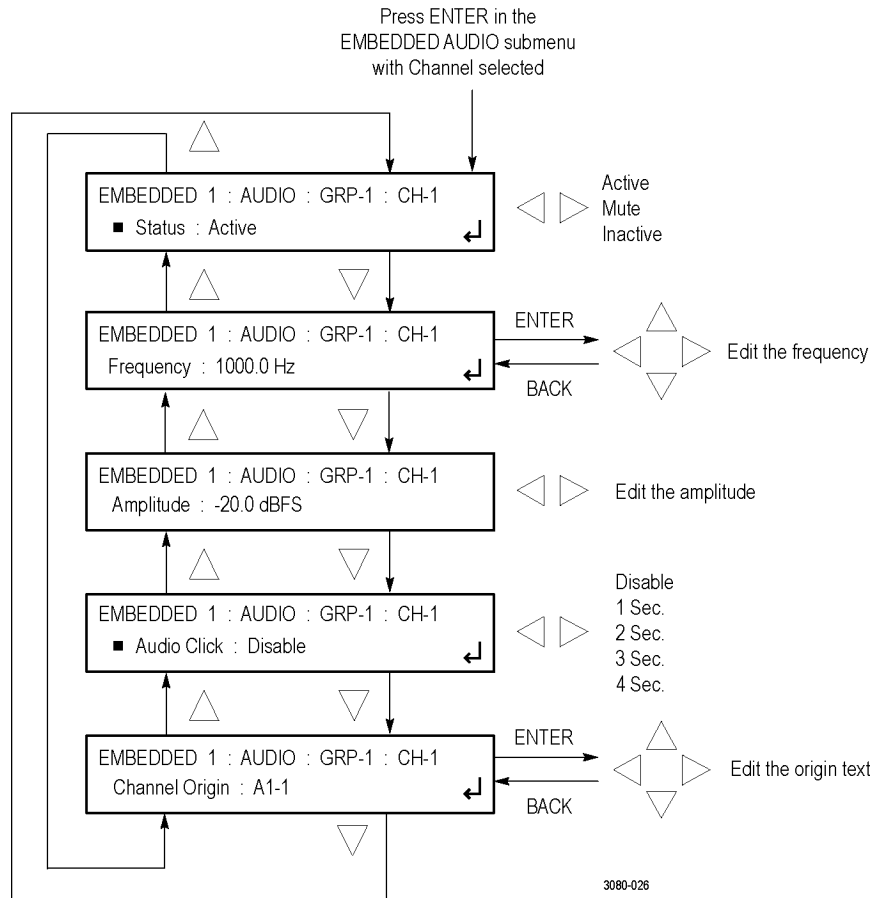 Press ENTER in the
EMBEDDED AUDIO submenu
with Channel selected
EMBEDDED 1 : AUDIO : GRP-1 : CH-1
■ Status : Active
Active
Mute
Inactive
EMBEDDED 1 : AUDIO : GRP-1 : CH-1
Frequency : 1000.0 Hz
ENTER
BACK
Edit the frequency
EMBEDDED 1 : AUDIO : GRP-1 : CH-1
Amplitude : -20.0 dBFS
Edit the amplitude
EMBEDDED 1 : AUDIO : GRP-1 : CH-1
■ Audio Click : Disable
Disable
1 Sec.
2 Sec.
3 Sec.
4 Sec.
EMBEDDED 1 : AUDIO : GRP-1 : CH-1
Channel Origin : A1-1
ENTER
BACK
Edit the origin text
3080-026